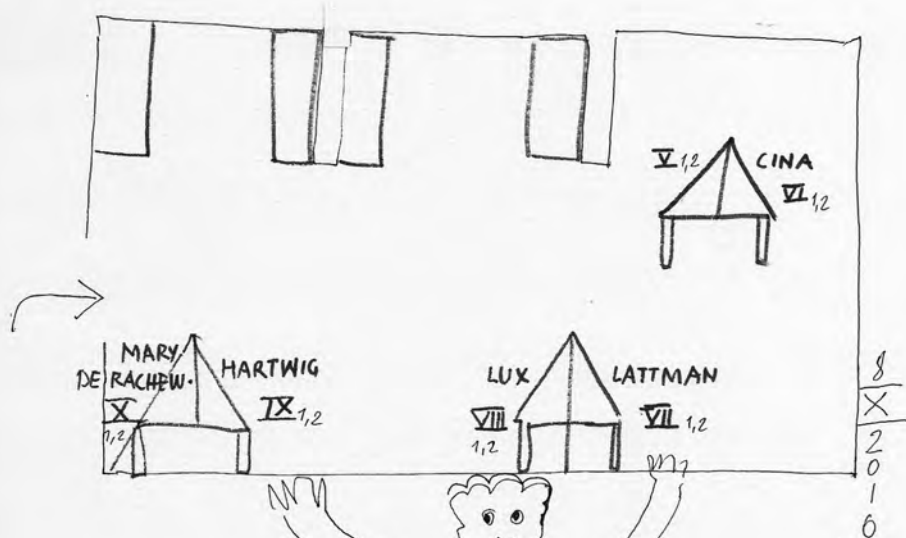 V 1,2 CINA
VI 1,2
MARY.
DE RACHEW. HARTWIG
X 1,2
IX 1,2
LUX LATTMAN
VIII 1,2
VII 1,2
8
X
2
0
1
0